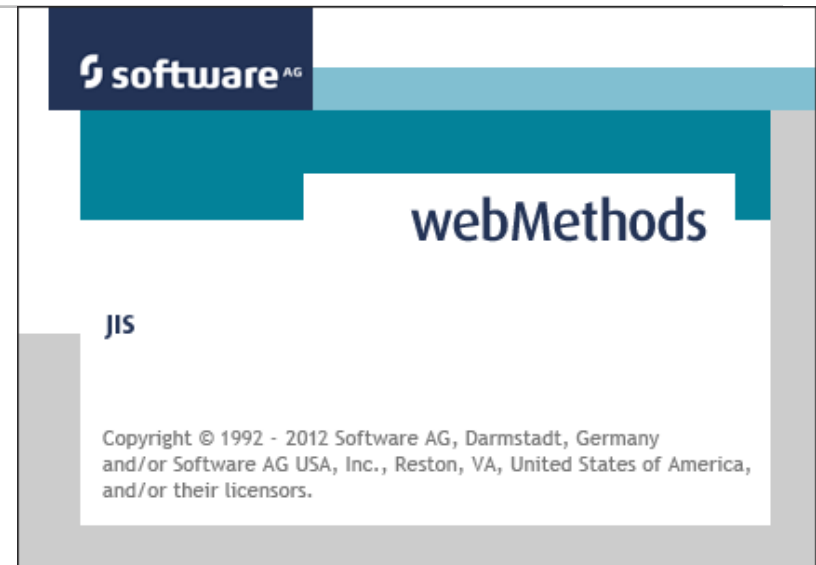 software AG
webMethods
JIS
Copyright © 1992 - 2012 Software AG, Darmstadt, Germany
and/or Software AG USA, Inc., Reston, VA, United States of America,
and/or their licensors.